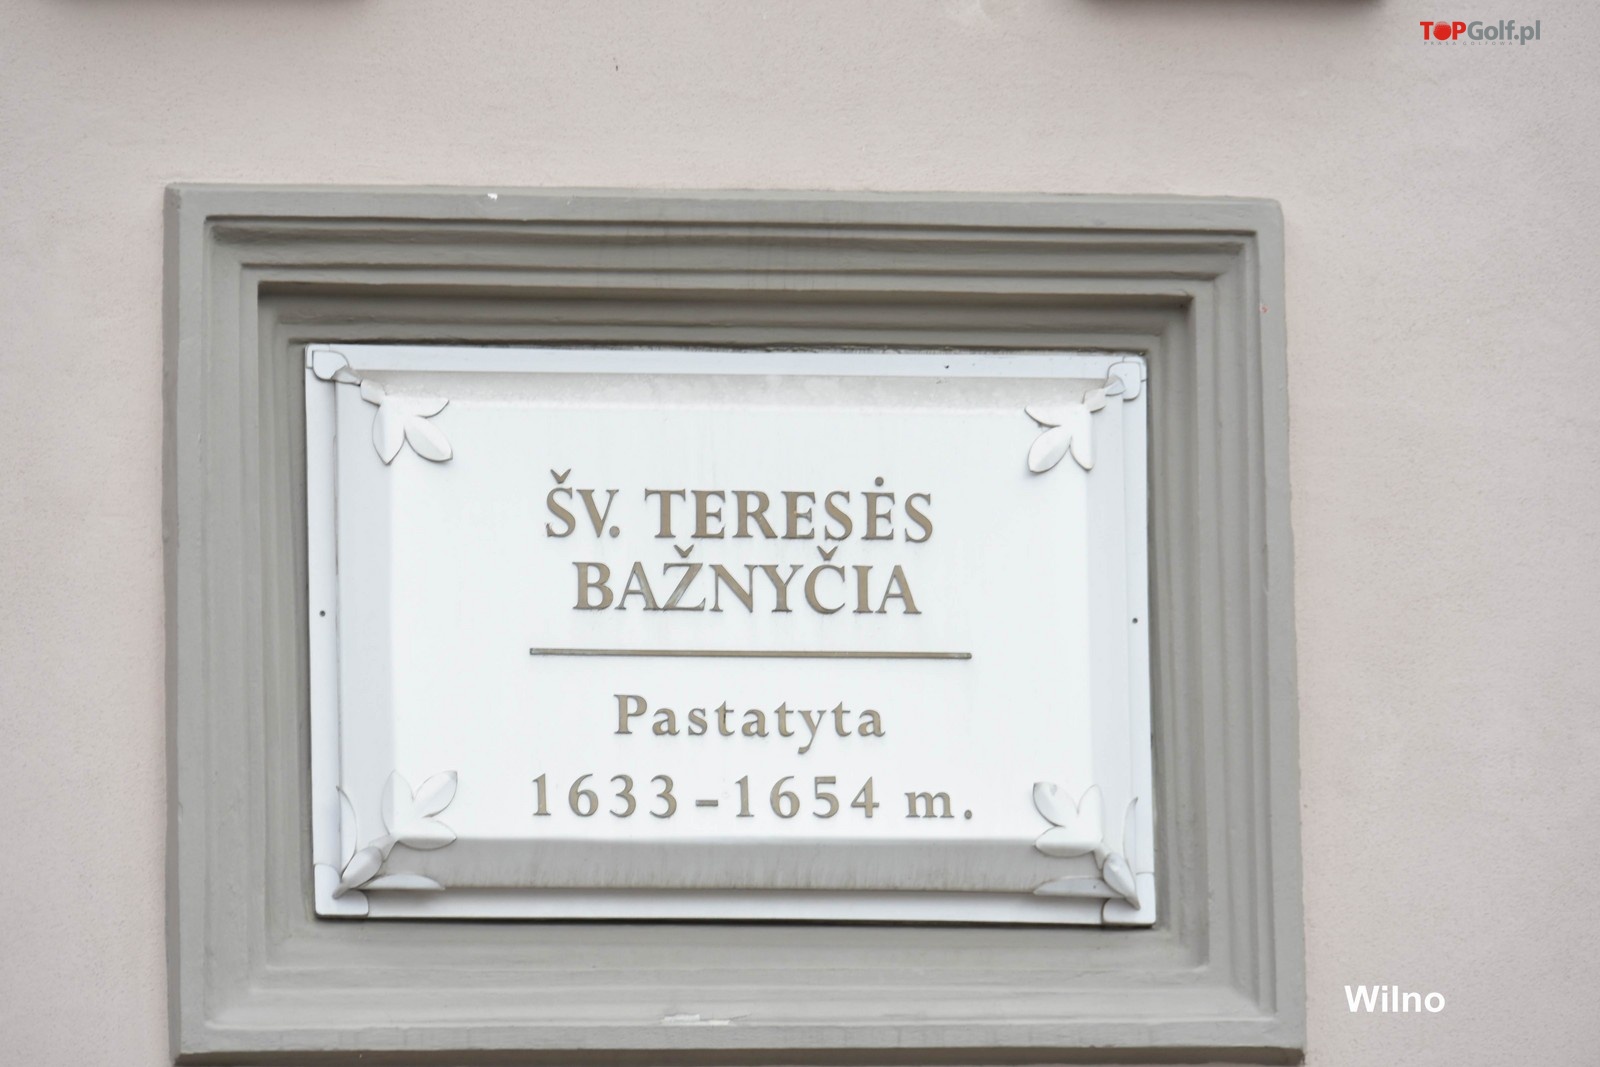 TOPGolf.pl
ŠV. TERESĖS
BAŽNYČIA
Pastatyta
1633-1654 m.
Wilno